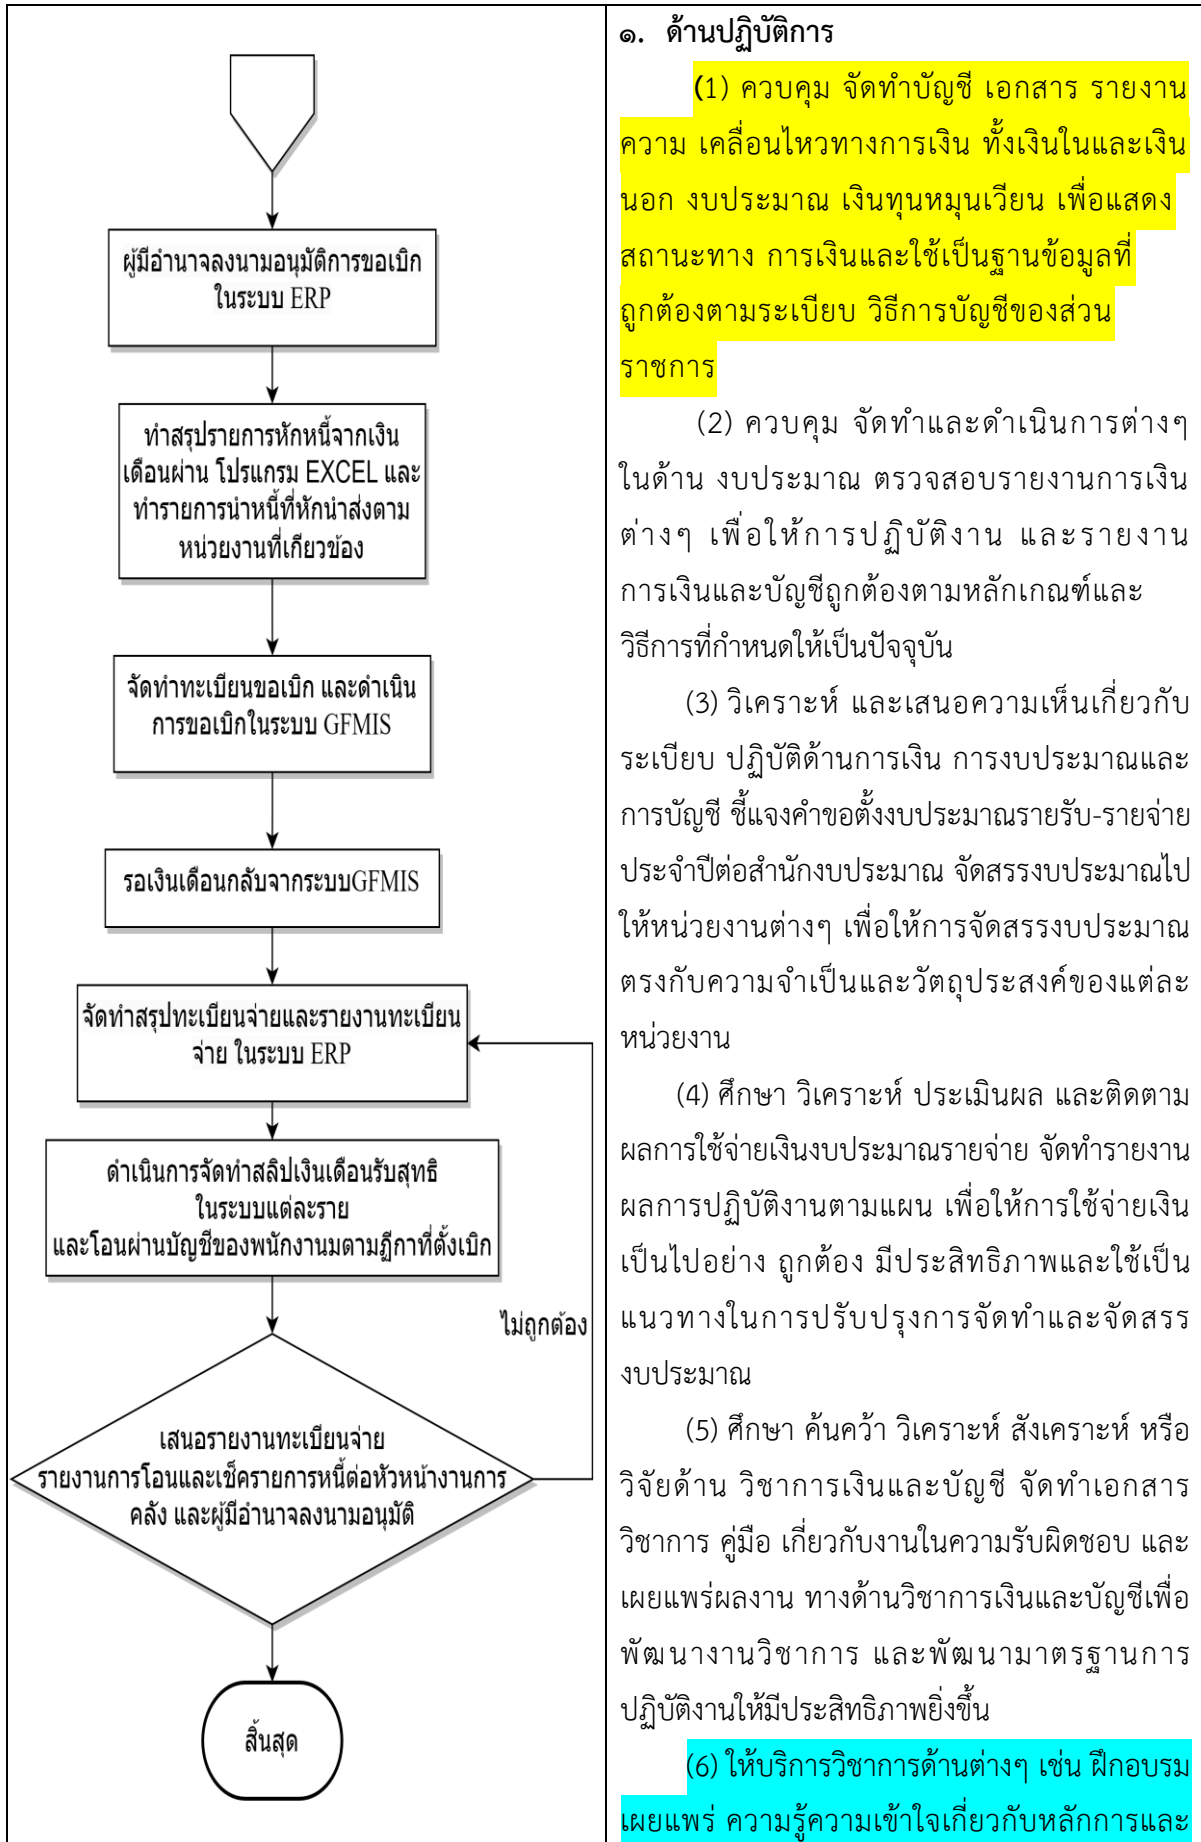 ผู้มีอำนาจลงนามอนุมัติการขอเบิก
ในระบบ ERP
ทำสรุปรายการหักหนี้จากเงิน
เดือนผ่าน โปรแกรม EXCEL และ
ทำรายการนำหนี้ที่หักนำส่งตาม
หน่วยงานที่เกียวข้อง
จัดทำทะเบียนขอเบิก และดำเนิน
การขอเบิกในระบบ GFMIS
รอเงินเดือนกลับจากระบบGFMIS
จัดทำสรุปทะเบียนจ่ายและรายงานทะเบียน
จ่าย ในระบบ ERP
ดำเนินการจัดทำสลิปเงินเดือนรับสุทธิ
ในระบบแต่ละราย
และโอนผ่านบัญชีของพนักงานมตามฏีกาที่ตั้งเบิก
ไม่ถูกต้อง
เสนอรายงานทะเบียนจ่าย
รายงานการโอนและเช็ครายการหนี้ต่อหัวหน้างานการ
คลัง และผู้มีอำนาจลงนามอนุมัติ
สิ้นสุด
๑. ด้านปฏิบัติการ
(1) ควบคุม จัดทำบัญชี เอกสาร รายงาน
ความ เคลื่อนไหวทางการเงิน ทั้งเงินในและเงิน
นอก งบประมาณ เงินทุนหมุนเวียน เพื่อแสดง
สถานะทาง การเงินและใช้เป็นฐานข้อมูลที่
ถูกต้องตามระเบียบ วิธีการบัญชีของส่วน
ราชการ
(2) ควบคุม จัดทำและดำเนินการต่างๆ
ในด้าน งบประมาณ ตรวจสอบรายงานการเงิน
ต่างๆ เพื่อให้การปฏิบัติงาน และรายงาน
การเงินและบัญชีถูกต้องตามหลักเกณฑ์และ
วิธีการที่กำหนดให้เป็นปัจจุบัน
(3) วิเคราะห์ และเสนอความเห็นเกี่ยวกับ
ระเบียบ ปฏิบัติด้านการเงิน การงบประมาณและ
การบัญชี ชี้แจงคำขอตั้งงบประมาณรายรับ-รายจ่าย
ประจำปีต่อสำนักงบประมาณ จัดสรรงบประมาณไป
ให้หน่วยงานต่างๆ เพื่อให้การจัดสรรงบประมาณ
ตรงกับความจำเป็นและวัตถุประสงค์ของแต่ละ
หน่วยงาน
(4) ศึกษา วิเคราะห์ ประเมินผล และติดตาม
ผลการใช้จ่ายเงินงบประมาณรายจ่าย จัดทำรายงาน
ผลการปฏิบัติงานตามแผน เพื่อให้การใช้จ่ายเงิน
เป็นไปอย่าง ถูกต้อง มีประสิทธิภาพและใช้เป็น
แนวทางในการปรับปรุงการจัดทำและจัดสรร
งบประมาณ
(5) ศึกษา ค้นคว้า วิเคราะห์ สังเคราะห์ หรือ
วิจัยด้าน วิชาการเงินและบัญชี จัดทำเอกสาร
วิชาการ คู่มือ เกี่ยวกับงานในความรับผิดชอบ และ
เผยแพร่ผลงาน ทางด้านวิชาการเงินและบัญชีเพื่อ
พัฒนางานวิชาการ และพัฒนามาตรฐานการ
ปฏิบัติงานให้มีประสิทธิภาพยิ่งขึ้น
(6) ให้บริการวิชาการด้านต่างๆ เช่น ฝึกอบรม
เผยแพร่ ความรู้ความเข้าใจเกี่ยวกับหลักการและ